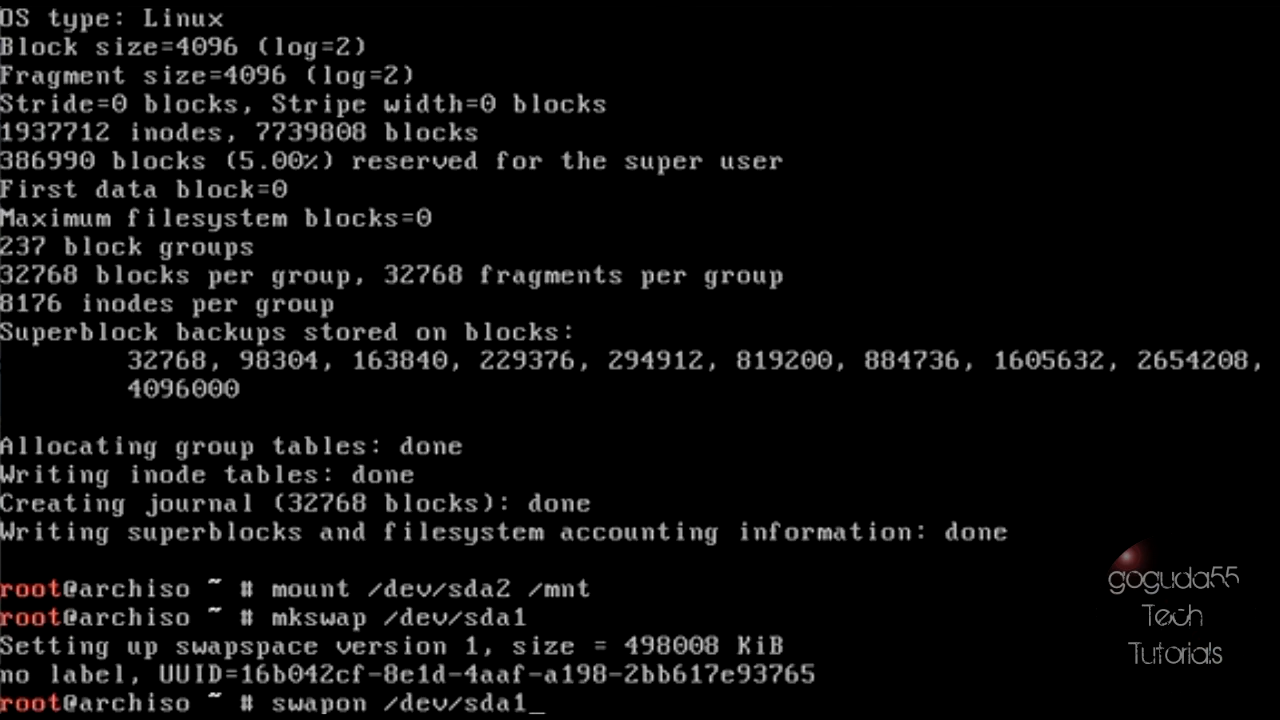 OS type: Linux
Block size=4096 (log=2)
Fragment size=4096 (log=2)
Stride=0 blocks, Stripe width=0 blocks
1937712 inodes, 7739808 blocks
386990 blocks (5.00%) reserved for the super user
First data block=0
Maximum filesystem blocks=0
237 block groups
32768 blocks per group, 32768 fragments per group
8176 inodes per group
Superblock backups stored on blocks:
32768, 98304, 163840, 229376, 294912, 819200, 884736, 1605632, 2654208,
4096000
Allocating group tables: done
Writing inode tables: done
Creating journal (32768 blocks): done
Writing superblocks and filesystem accounting information: done
root@archiso ~ # mount /dev/sda2 /mnt
root@archiso ~ # mkswap /dev/sda1
Setting up swapspace version 1, size = 498008 KiB
no label, UUID=16b042cf-8e1d-4aaf-a198-2bb617e93765
root@archiso ~ # swapon /dev/sda1_
goguda55
Tech
Tutorials